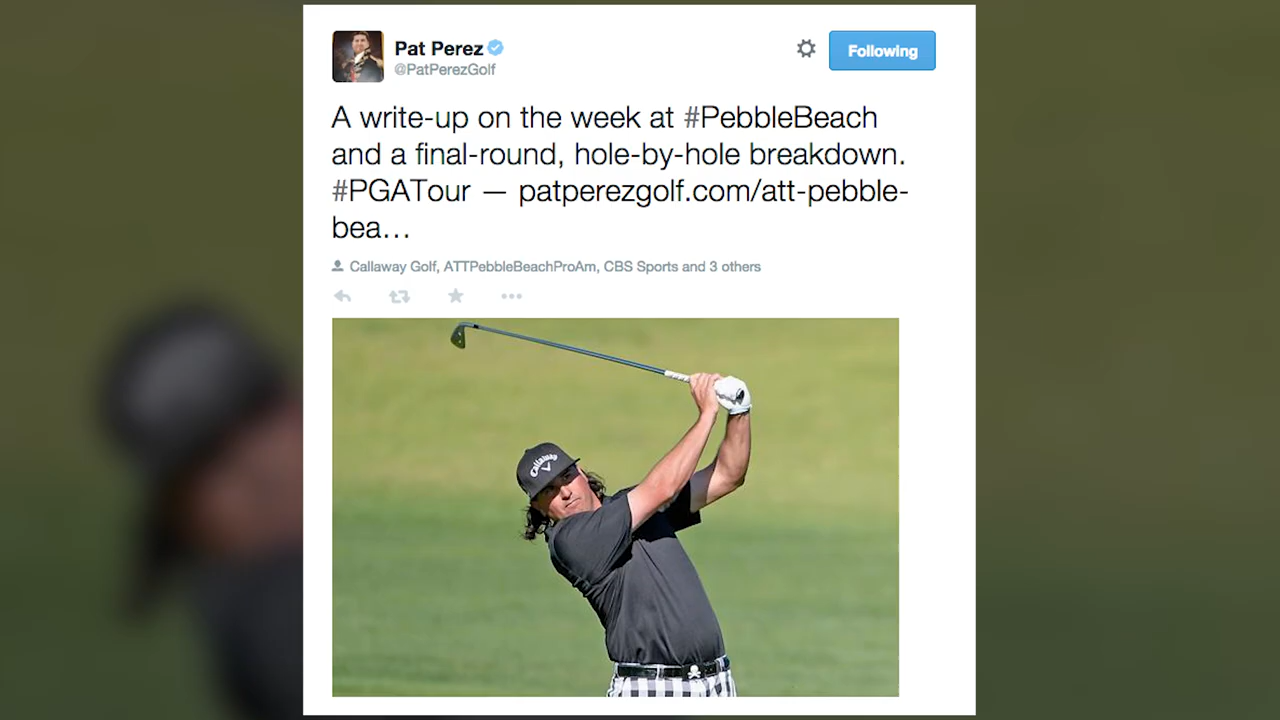 Pat Perez
@PatPerezGolf
Following
A write-up on the week at #PebbleBeach
and a final-round, hole-by-hole breakdown.
#PGATour — patperezgolf.com/att-pebble-
bea…
Callaway Golf, ATTPebbleBeachProAm, CBS Sports and 3 others
Callaway